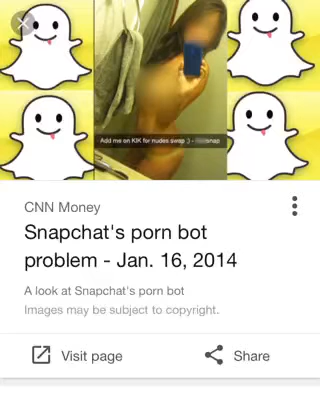 Add me on KIK for nudes swap ;) - snap
CNN Money
Snapchat's porn bot
problem - Jan. 16, 2014
A look at Snapchat's porn bot
Images may be subject to copyright.
Visit page
Share